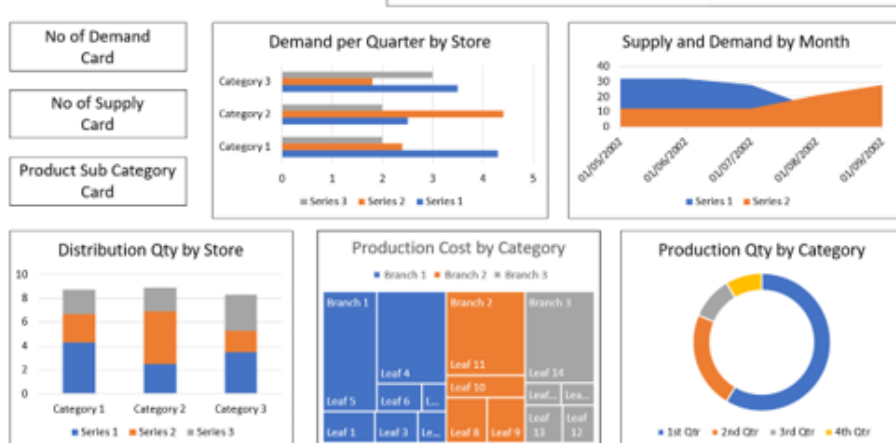 No of Demand
Card
No of Supply
Card
Product Sub Category
Card
Demand per Quarter by Store
Category 3
Category 2
Category 1
0 1 2 3 4 5
Series 3 Series 2 Series 1
Supply and Demand by Month
40
30
20
10
0
01/05/2002 01/06/2002 01/07/2002 01/08/2002 01/09/2002
Series 1 Series 2
Distribution Qty by Store
10
8
6
4
2
0
Category 1 Category 2 Category 3
Series 1 Series 2 Series 3
Production Cost by Category
Branch 1 Branch 2 Branch 3
Branch 1 Branch 2 Branch 3
Leaf 11 Leaf 14
Leaf 4
Leaf 10
Leaf 5 Leaf 6 L... Leaf... Lea...
Leaf 1 Leaf 3 Le... Leaf 8 Leaf 9 Leaf 13 Leaf 12
Production Qty by Category
1st Qtr 2nd Qtr 3rd Qtr 4th Qtr